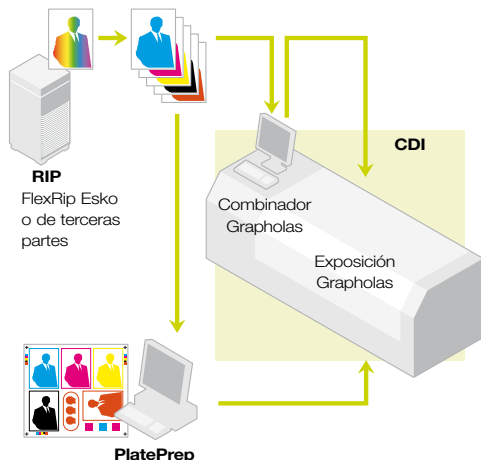 RIP
FlexRip Esko
o de terceras
partes
CDI
Combinador
Grapholas
Exposición
Grapholas
PlatePrep